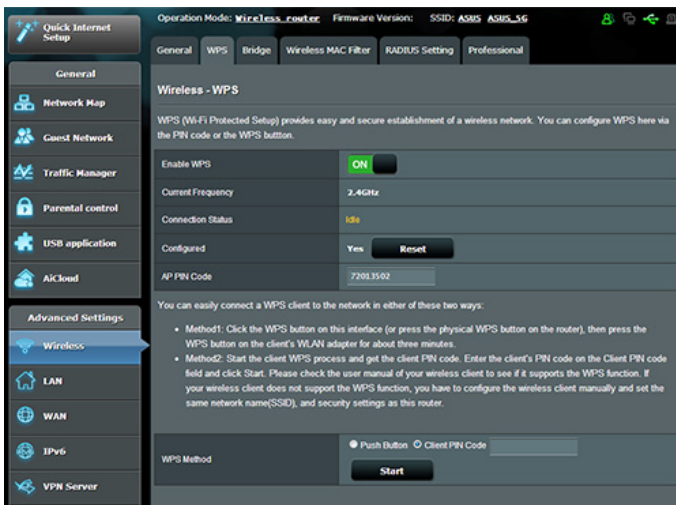 Operation Mode: Wireless router Firmware Version: SSID: ASUS ASUS_5G
Quick Internet
Setup
General WPS Bridge Wireless MAC Filter RADIUS Setting Professional
General
Network Map
Guest Network
Traffic Manager
Parental control
USB application
AiCloud
Advanced Settings
Wireless
LAN
WAN
IPv6
VPN Server
Wireless - WPS
WPS (Wi-Fi Protected Setup) provides easy and secure establishment of a wireless network. You can configure WPS here via
the PIN code or the WPS buttton.
Enable WPS ON
Current Frequency 2.4GHz
Connection Status Idle
Configured Yes Reset
AP PIN Code 72013502
You can easily connect a WPS client to the network in either of these two ways:
• Method1: Click the WPS button on this interface (or press the physical WPS button on the router), then press the
WPS button on the client's WLAN adapter for about three minutes.
• Method2: Start the client WPS process and get the client PIN code. Enter the client's PIN code on the Client PIN code
field and click Start. Please check the user manual of your wireless client to see if it supports the WPS function. If
your wireless client does not support the WPS function, you have to configure the wireless client manually and set the
same network name(SSID), and security settings as this router.
WPS Method Push Button Client PIN Code
Start